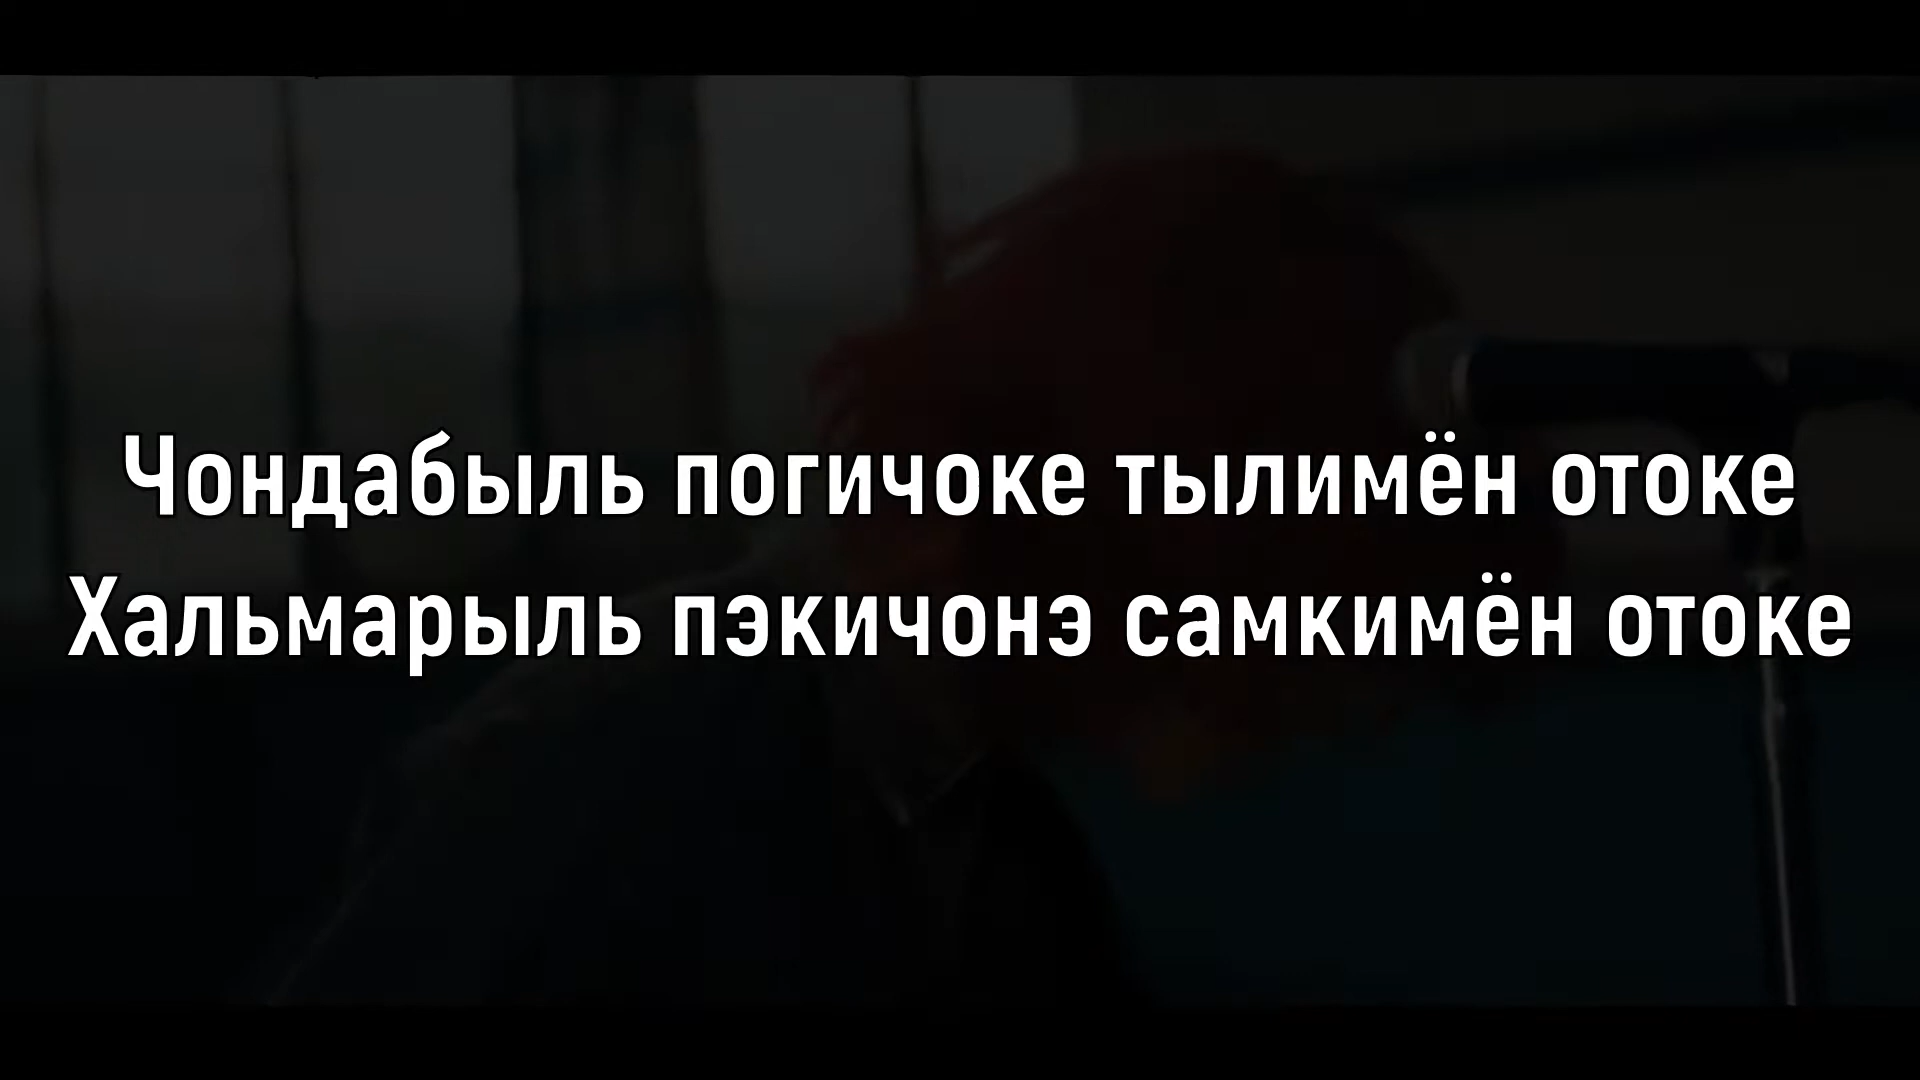 Чондабыль погичоке тылимён отоке
Хальмарыль пэкичонэ самкимён отоке